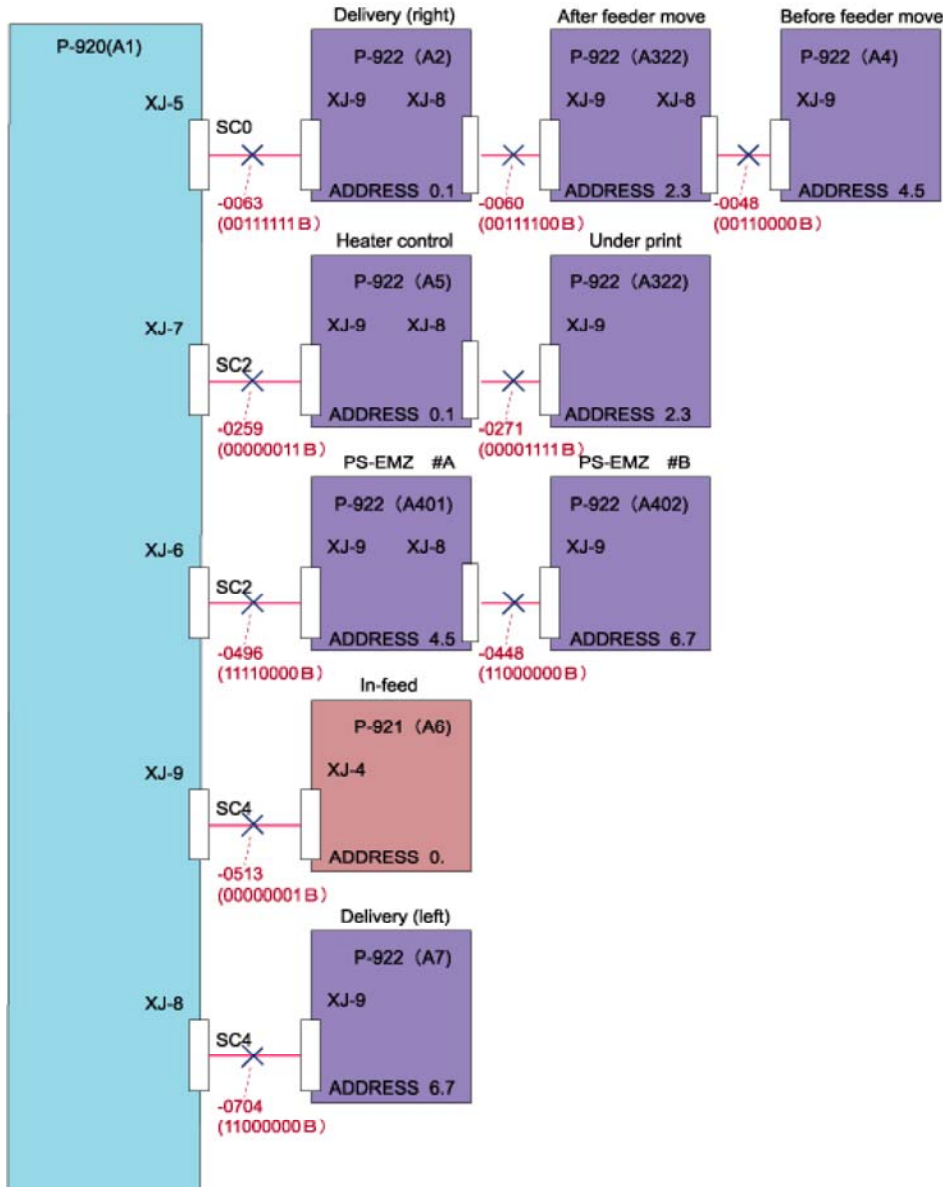 Delivery (right)
After feeder move
Before feeder move
P-920(A1)
P-922 (A2)
P-922 (A322)
P-922 (A4)
XJ-5
XJ-9 XJ-8
XJ-9 XJ-8
XJ-9
SC0
ADDRESS 0.1
ADDRESS 2.3
ADDRESS 4.5
-0063
(00111111B)
-0060
(00111100B)
-0048
(00110000B)
Heater control
Under print
P-922 (A5)
P-922 (A322)
XJ-7
XJ-9 XJ-8
XJ-9
SC2
ADDRESS 0.1
ADDRESS 2.3
-0259
(00000011B)
-0271
(00001111B)
PS-EMZ #A
PS-EMZ #B
P-922 (A401)
P-922 (A402)
XJ-6
XJ-9 XJ-8
XJ-9
SC2
ADDRESS 4.5
ADDRESS 6.7
-0496
(11110000B)
-0448
(11000000B)
In-feed
P-921 (A6)
XJ-9
XJ-4
SC4
ADDRESS 0.
-0513
(00000001B)
Delivery (left)
P-922 (A7)
XJ-8
XJ-9
SC4
ADDRESS 6.7
-0704
(11000000B)